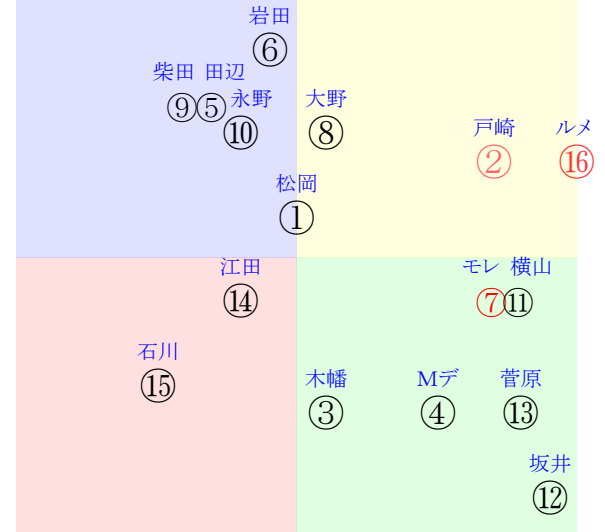 岩田
⑥
柴田 田辺
⑨⑤
永野
⑩
大野
⑧
戸崎
②
ルメ
⑯
松岡
①
江田
⑭
モレ 横山
⑦⑪
石川
⑮
木幡
③
Mデ
④
菅原
⑬
坂井
⑫